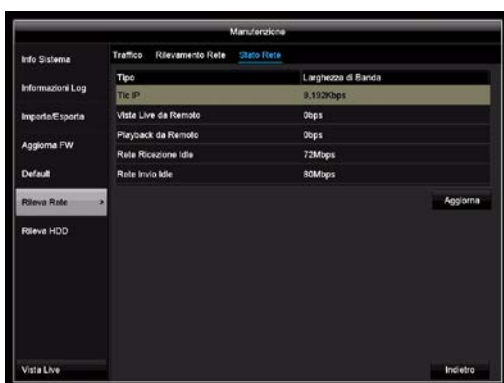 Manutenzione
Info Sistema
Informazioni Log
Importa/Esporta
Aggiorna FW
Default
Rileva Rete >
Rileva HDD
Vista Live
Traffico Rilevamento Rete Stato Rete
Tipo Larghezza di Banda
Tlc IP 8,192Kbps
Vista Live da Remoto 0bps
Playback da Remoto 0bps
Rete Ricezione Idle 72Mbps
Rete Invio Idle 80Mbps
Aggiorna
Indietro